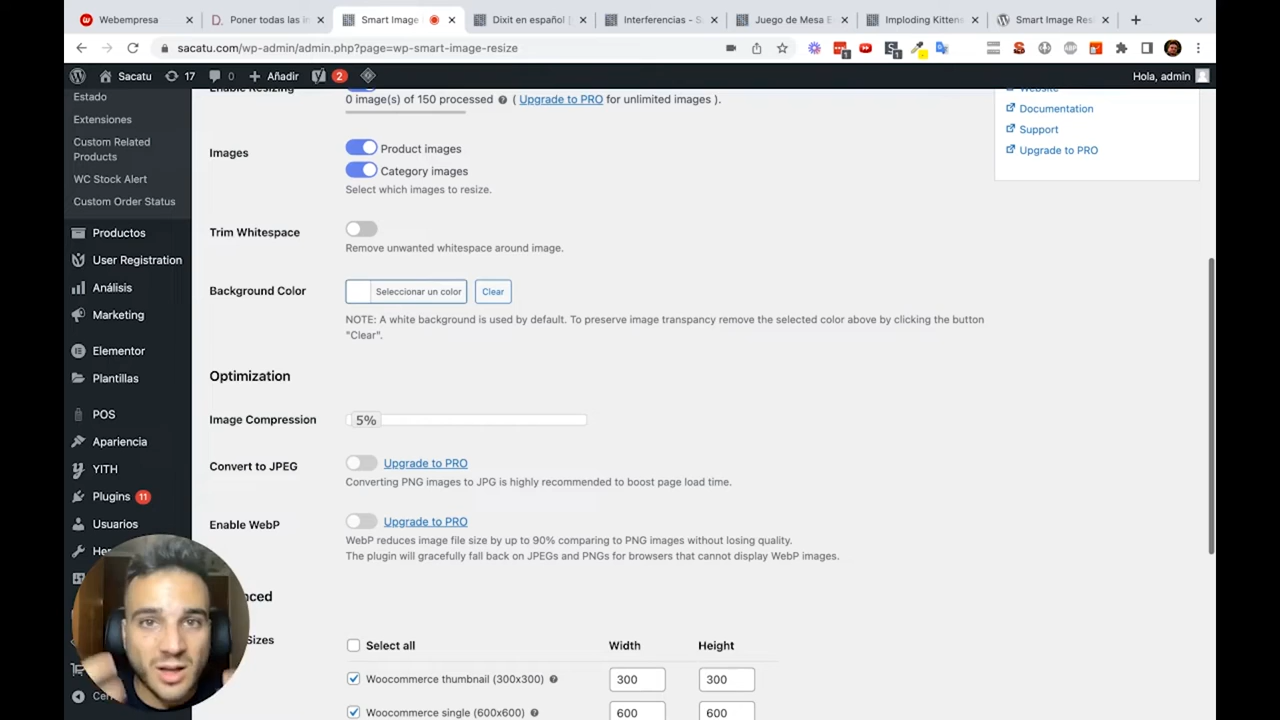 Webempresa
Poner todas las i
Smart Image
Dixit en español
Interferencias - S
Juego de Mesa E
Imploding Kittens
Smart Image Res
sacatu.com/wp-admin/admin.php?page=wp-smart-image-resize
Sacatu
17
0
Añadir
2
Hola, admin
Estado
Extensiones
Custom Related
Products
WC Stock Alert
Custom Order Status
Productos
User Registration
Análisis
Marketing
Elementor
Plantillas
POS
Apariencia
YITH
Plugins 11
Usuarios
Enable Resizing
0 image(s) of 150 processed ( Upgrade to PRO for unlimited images ).
Images
Product images
Category images
Select which images to resize.
Trim Whitespace
Remove unwanted whitespace around image.
Background Color
Seleccionar un color
Clear
NOTE: A white background is used by default. To preserve image transpancy remove the selected color above by clicking the button
"Clear".
Optimization
Image Compression
5%
Convert to JPEG
Upgrade to PRO
Converting PNG images to JPG is highly recommended to boost page load time.
Enable WebP
Upgrade to PRO
WebP reduces image file size by up to 90% comparing to PNG images without losing quality.
The plugin will gracefully fall back on JPEGs and PNGs for browsers that cannot display WebP images.
Sizes
Select all
Width
Height
Woocommerce thumbnail (300x300)
300
300
Woocommerce single (600x600)
600
600
Website
Documentation
Support
Upgrade to PRO